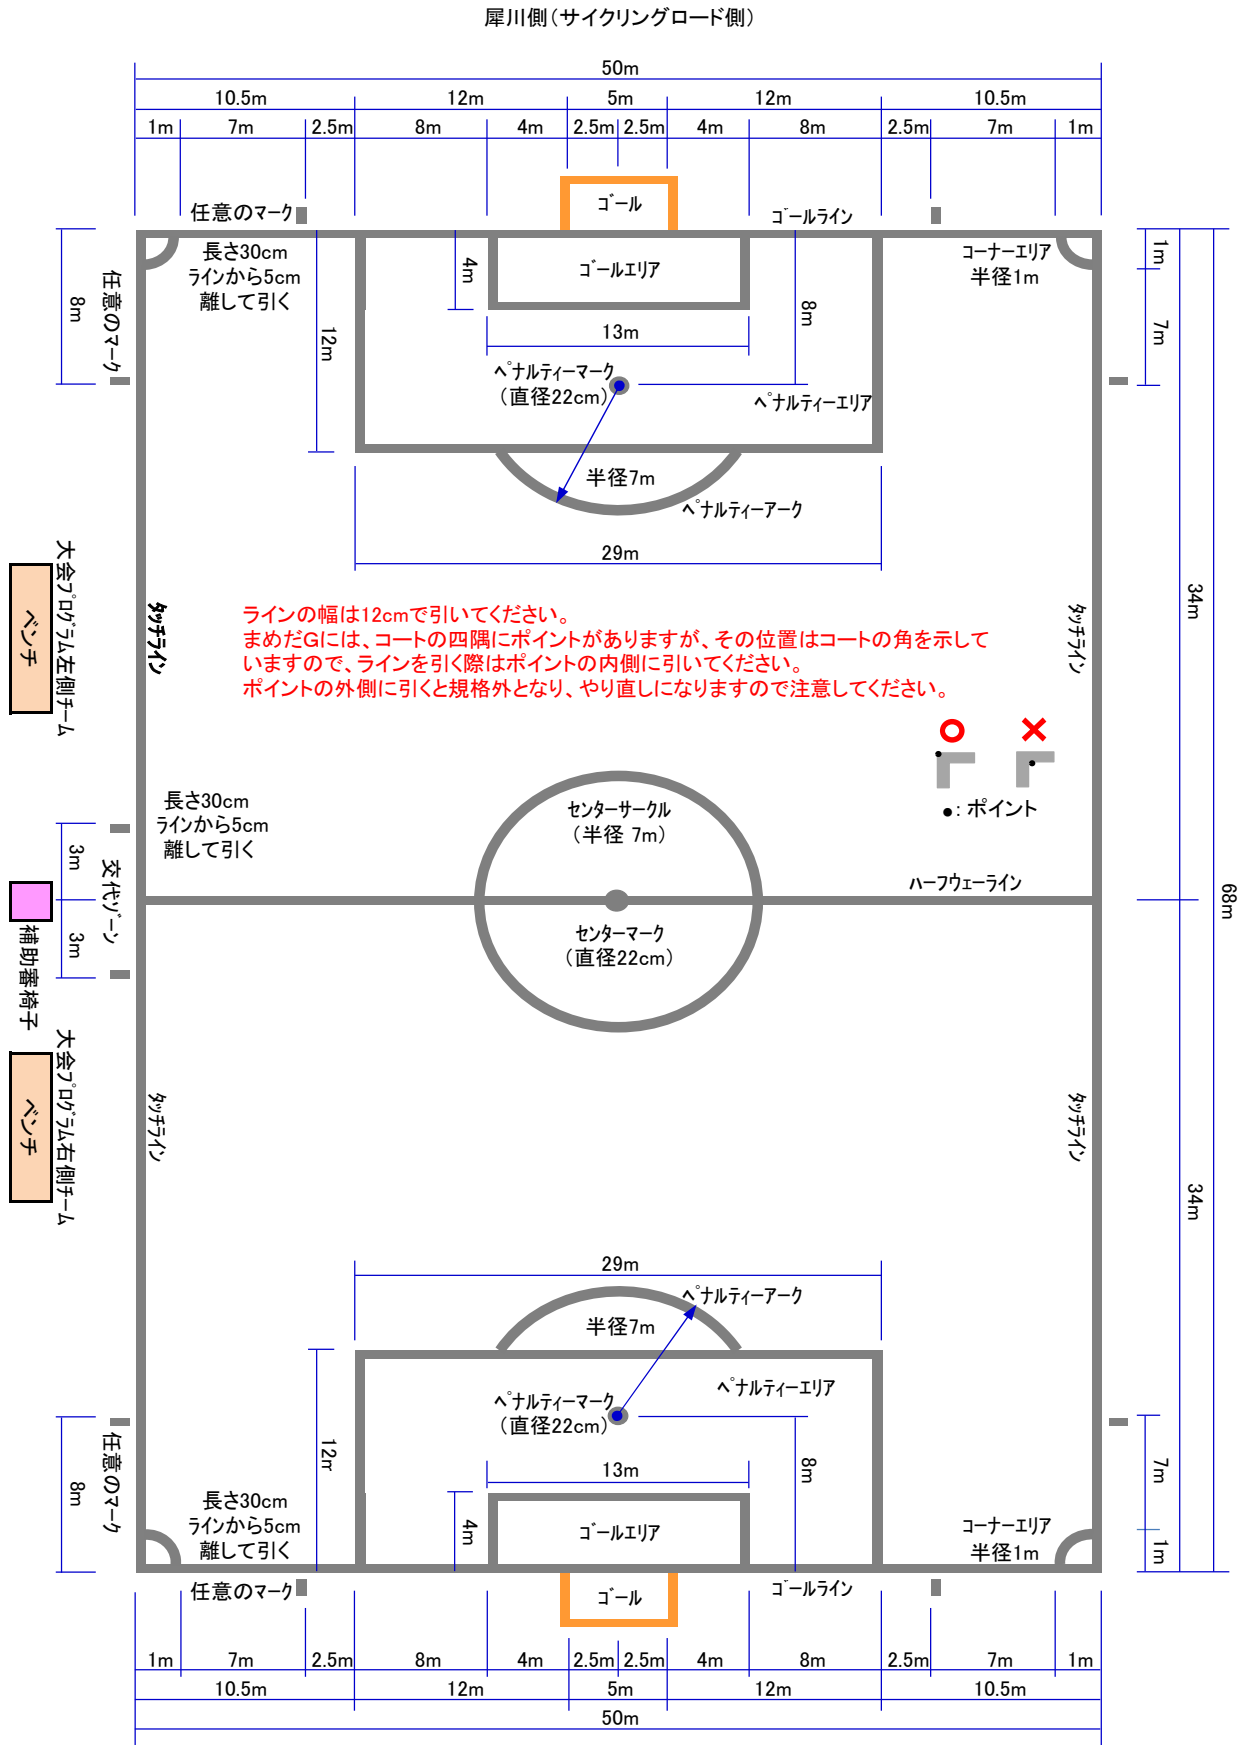 犀川側（サイクリングロード側）
50m
10.5m 12m 5m 12m 10.5m
1m 7m 2.5m 8m 4m 2.5m 2.5m 4m 8m 2.5m 7m 1m
ゴール
任意のマーク ゴールライン
長さ30cm
ラインから5cm
離して引く
4m
ゴールエリア
コーナーエリア
半径1m
1m
任意のマーク
8m
12m
13m
8m
7m
ペナルティーマーク
（直径22cm）
ペナルティーエリア
半径7m
ペナルティーアーク
29m
大会プログラム左側チーム
ベンチ
タッチライン
タッチライン
34m
ラインの幅は12cmで引いてください。
まめだGには、コートの四隅にポイントがありますが、その位置はコートの角を示して
いますので、ラインを引く際はポイントの内側に引いてください。
ポイントの外側に引くと規格外となり、やり直しになりますので注意してください。
●：ポイント
長さ30cm
ラインから5cm
離して引く
センターサークル
（半径 7m）
3m
交代ゾーン
3m
補助審椅子
ハーフウェーライン
68m
センターマーク
（直径22cm）
大会プログラム右側チーム
ベンチ
タッチライン
タッチライン
34m
29m
ペナルティーアーク
半径7m
ペナルティーエリア
ペナルティーマーク
（直径22cm）
12m
13m
8m
7m
任意のマーク
8m
長さ30cm
ラインから5cm
離して引く
4m
ゴールエリア
コーナーエリア
半径1m
1m
任意のマーク ゴールライン
ゴール
1m 7m 2.5m 8m 4m 2.5m 2.5m 4m 8m 2.5m 7m 1m
10.5m 12m 5m 12m 10.5m
50m